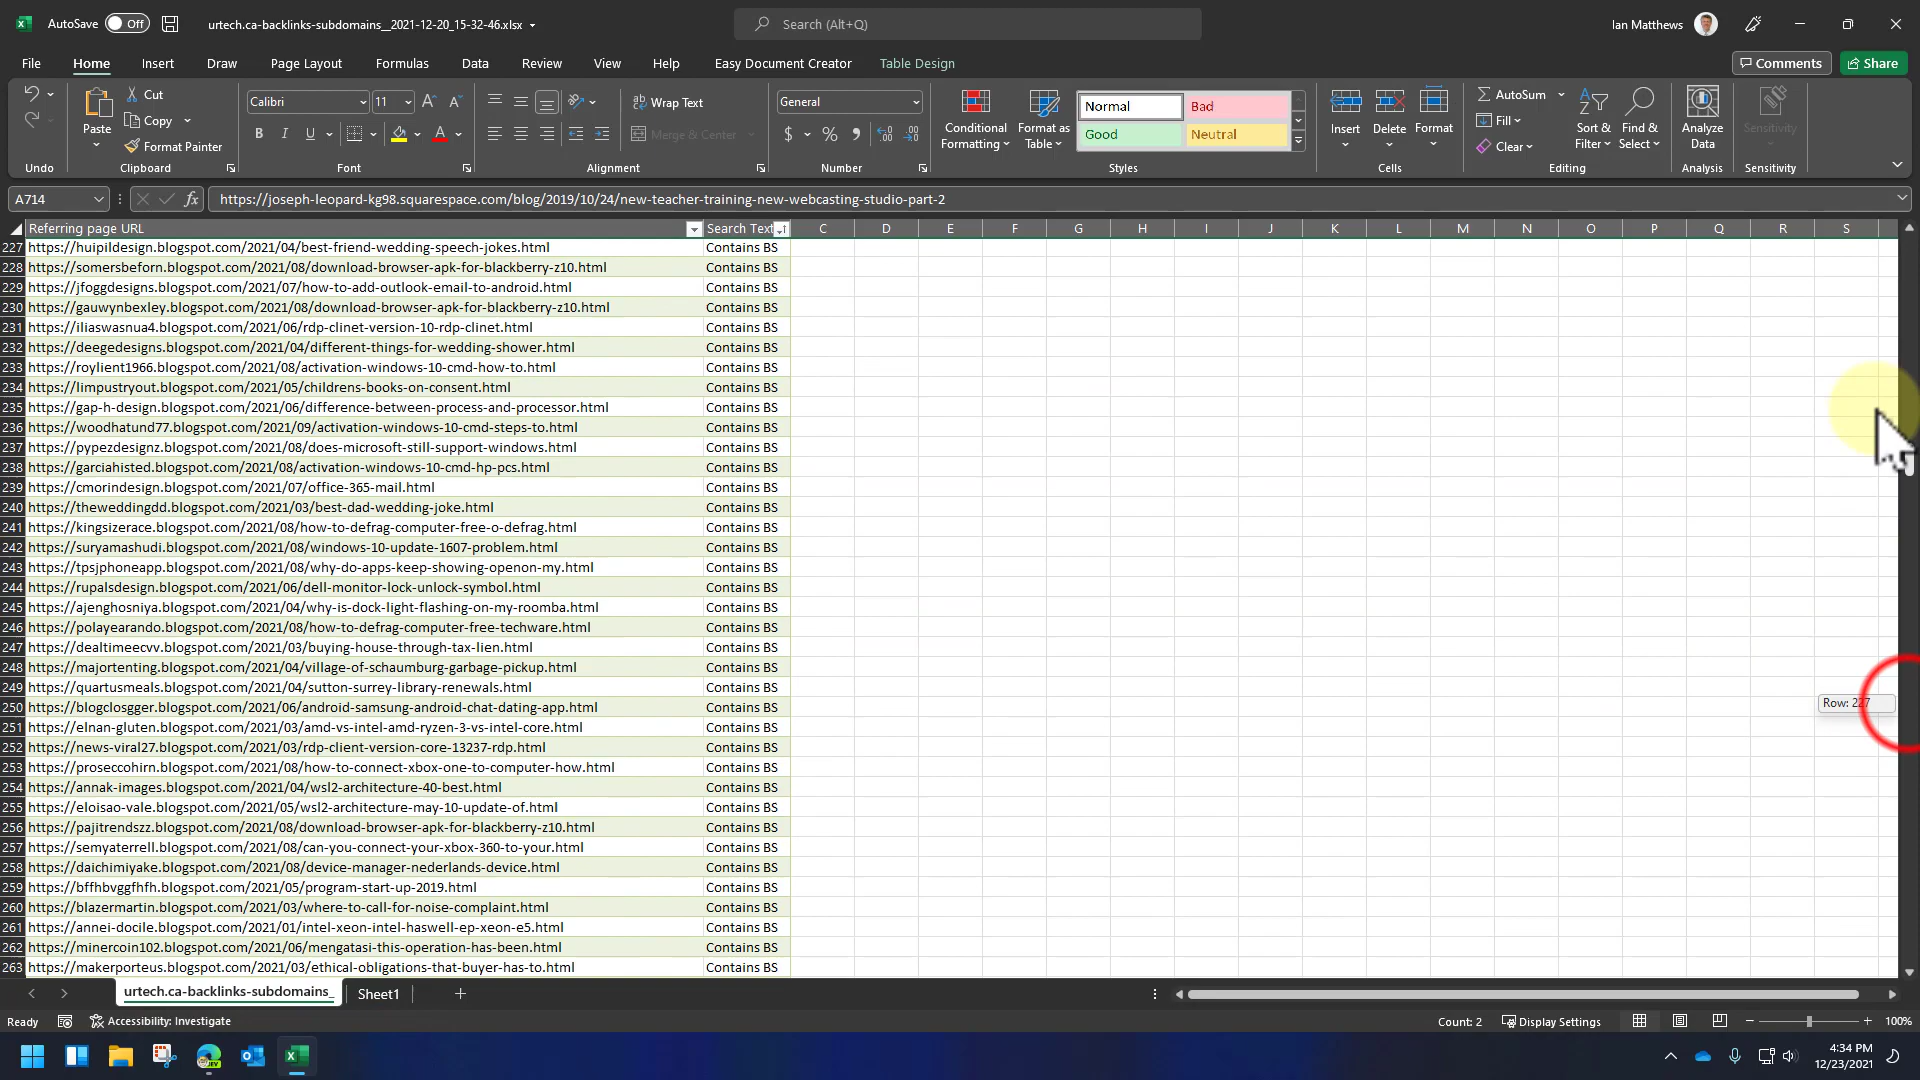 AutoSave Off urtech.ca-backlinks-subdomains__2021-12-20_15-32-46.xlsx Search (Alt+Q) Ian Matthews
File Home Insert Draw Page Layout Formulas Data Review View Help Easy Document Creator Table Design Comments Share
Cut Calibri 11 Wrap Text General Normal Bad AutoSum
Paste Copy Conditional Formatting Format as Table Good Neutral Insert Delete Format Fill Sort & Filter Find & Select Analyze Data Sensitivity
Format Painter B I U A Merge & Center $ % Clear
Undo Clipboard Font Alignment Number Styles Cells Editing Analysis Sensitivity
A714 fx https://joseph-leopard-kg98.squarespace.com/blog/2019/10/24/new-teacher-training-new-webcasting-studio-part-2
Referring page URL Search Text C D E F G H I J K L M N O P Q R S
227 https://huipildesign.blogspot.com/2021/04/best-friend-wedding-speech-jokes.html Contains BS
228 https://somersbeforn.blogspot.com/2021/08/download-browser-apk-for-blackberry-z10.html Contains BS
229 https://jfoggdesigns.blogspot.com/2021/07/how-to-add-outlook-email-to-android.html Contains BS
230 https://gauwynbexley.blogspot.com/2021/08/download-browser-apk-for-blackberry-z10.html Contains BS
231 https://iliaswasnua4.blogspot.com/2021/06/rdp-clinet-version-10-rdp-clinet.html Contains BS
232 https://deegedesigns.blogspot.com/2021/04/different-things-for-wedding-shower.html Contains BS
233 https://roylient1966.blogspot.com/2021/08/activation-windows-10-cmd-how-to.html Contains BS
234 https://limpustryout.blogspot.com/2021/05/childrens-books-on-consent.html Contains BS
235 https://gap-h-design.blogspot.com/2021/06/difference-between-process-and-processor.html Contains BS
236 https://woodhatund77.blogspot.com/2021/09/activation-windows-10-cmd-steps-to.html Contains BS
237 https://pypezdesignz.blogspot.com/2021/08/does-microsoft-still-support-windows.html Contains BS
238 https://garciahisted.blogspot.com/2021/08/activation-windows-10-cmd-hp-pcs.html Contains BS
239 https://cmorindesign.blogspot.com/2021/07/office-365-mail.html Contains BS
240 https://theweddingdd.blogspot.com/2021/03/best-dad-wedding-joke.html Contains BS
241 https://kingsizerace.blogspot.com/2021/08/how-to-defrag-computer-free-o-defrag.html Contains BS
242 https://suryamashudi.blogspot.com/2021/08/windows-10-update-1607-problem.html Contains BS
243 https://tpsjphoneapp.blogspot.com/2021/08/why-do-apps-keep-showing-openon-my.html Contains BS
244 https://rupalsdesign.blogspot.com/2021/06/dell-monitor-lock-unlock-symbol.html Contains BS
245 https://ajenghosniya.blogspot.com/2021/04/why-is-dock-light-flashing-on-my-roomba.html Contains BS
246 https://polayearando.blogspot.com/2021/08/how-to-defrag-computer-free-techware.html Contains BS
247 https://dealtimeecvv.blogspot.com/2021/03/buying-house-through-tax-lien.html Contains BS
248 https://majortenting.blogspot.com/2021/04/village-of-schaumburg-garbage-pickup.html Contains BS
249 https://quartusmeals.blogspot.com/2021/04/sutton-surrey-library-renewals.html Contains BS
250 https://blogclosgger.blogspot.com/2021/06/android-samsung-android-chat-dating-app.html Contains BS Row: 227
251 https://elnan-gluten.blogspot.com/2021/03/amd-vs-intel-amd-ryzen-3-vs-intel-core.html Contains BS
252 https://news-viral27.blogspot.com/2021/03/rdp-client-version-core-13237-rdp.html Contains BS
253 https://proseccohirn.blogspot.com/2021/08/how-to-connect-xbox-one-to-computer-how.html Contains BS
254 https://annak-images.blogspot.com/2021/04/wsl2-architecture-40-best.html Contains BS
255 https://eloisao-vale.blogspot.com/2021/05/wsl2-architecture-may-10-update-of.html Contains BS
256 https://pajitrendszz.blogspot.com/2021/08/download-browser-apk-for-blackberry-z10.html Contains BS
257 https://semyaterrell.blogspot.com/2021/08/can-you-connect-your-xbox-360-to-your.html Contains BS
258 https://daichimiyake.blogspot.com/2021/08/device-manager-nederlands-device.html Contains BS
259 https://bffhbvggfhfh.blogspot.com/2021/05/program-start-up-2019.html Contains BS
260 https://blazermartin.blogspot.com/2021/03/where-to-call-for-noise-complaint.html Contains BS
261 https://annei-docile.blogspot.com/2021/01/intel-xeon-intel-haswell-ep-xeon-e5.html Contains BS
262 https://minercoin102.blogspot.com/2021/06/mengatasi-this-operation-has-been.html Contains BS
263 https://makerporteus.blogspot.com/2021/03/ethical-obligations-that-buyer-has-to.html Contains BS
urtech.ca-backlinks-subdomains_ Sheet1
Ready Accessibility: Investigate Count: 2 Display Settings 100%
4:34 PM
12/23/2021